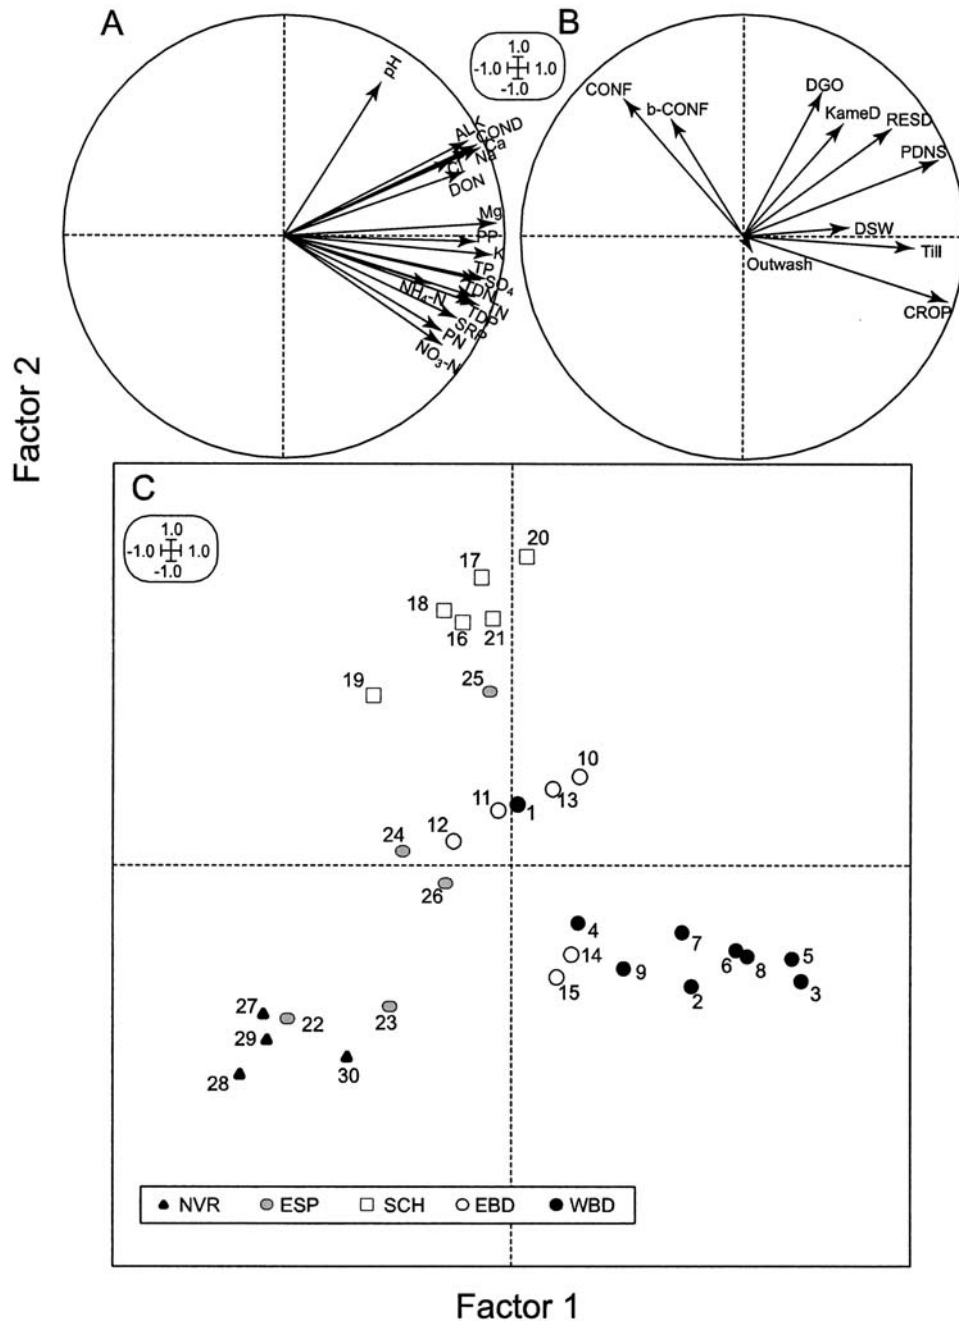 A
pH
ALK
COND
Ca
Na
Cl
DON
Mg
PP
K
TP
SO4
NH4-N
TDN
TN
TDP
SRP
PN
NO3-N
1.0
-1.0 1.0
-1.0
B
CONF
b-CONF
DGO
KameD
RESD
PDNS
DSW
Till
Outwash
CROP
Factor 2
C
1.0
-1.0 1.0
-1.0
20
17
18
16
21
19
25
10
13
11
1
12
24
26
4
7
14
6
8
5
9
15
2
3
27
22
23
29
28
30
NVR ESP SCH EBD WBD
Factor 1